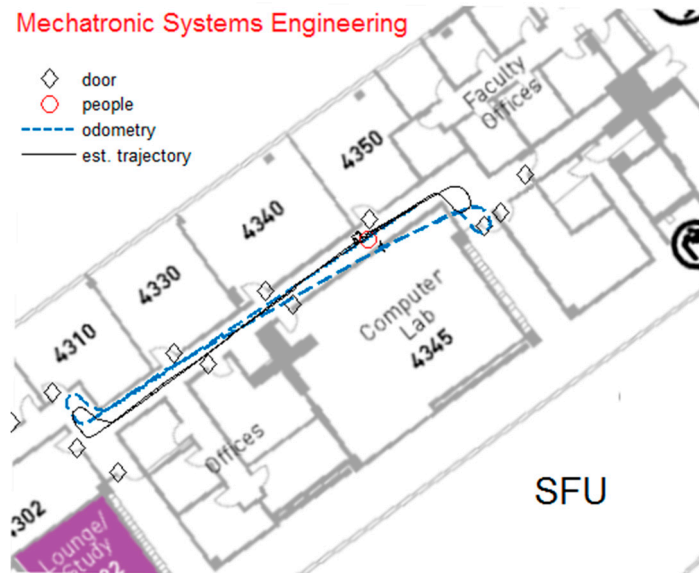 Mechatronic Systems Engineering
door
people
odometry
est. trajectory
Faculty
Offices
4350
4340
4330
4310
Computer
Lab
4345
Offices
4302
SFU
Lounge/
Study